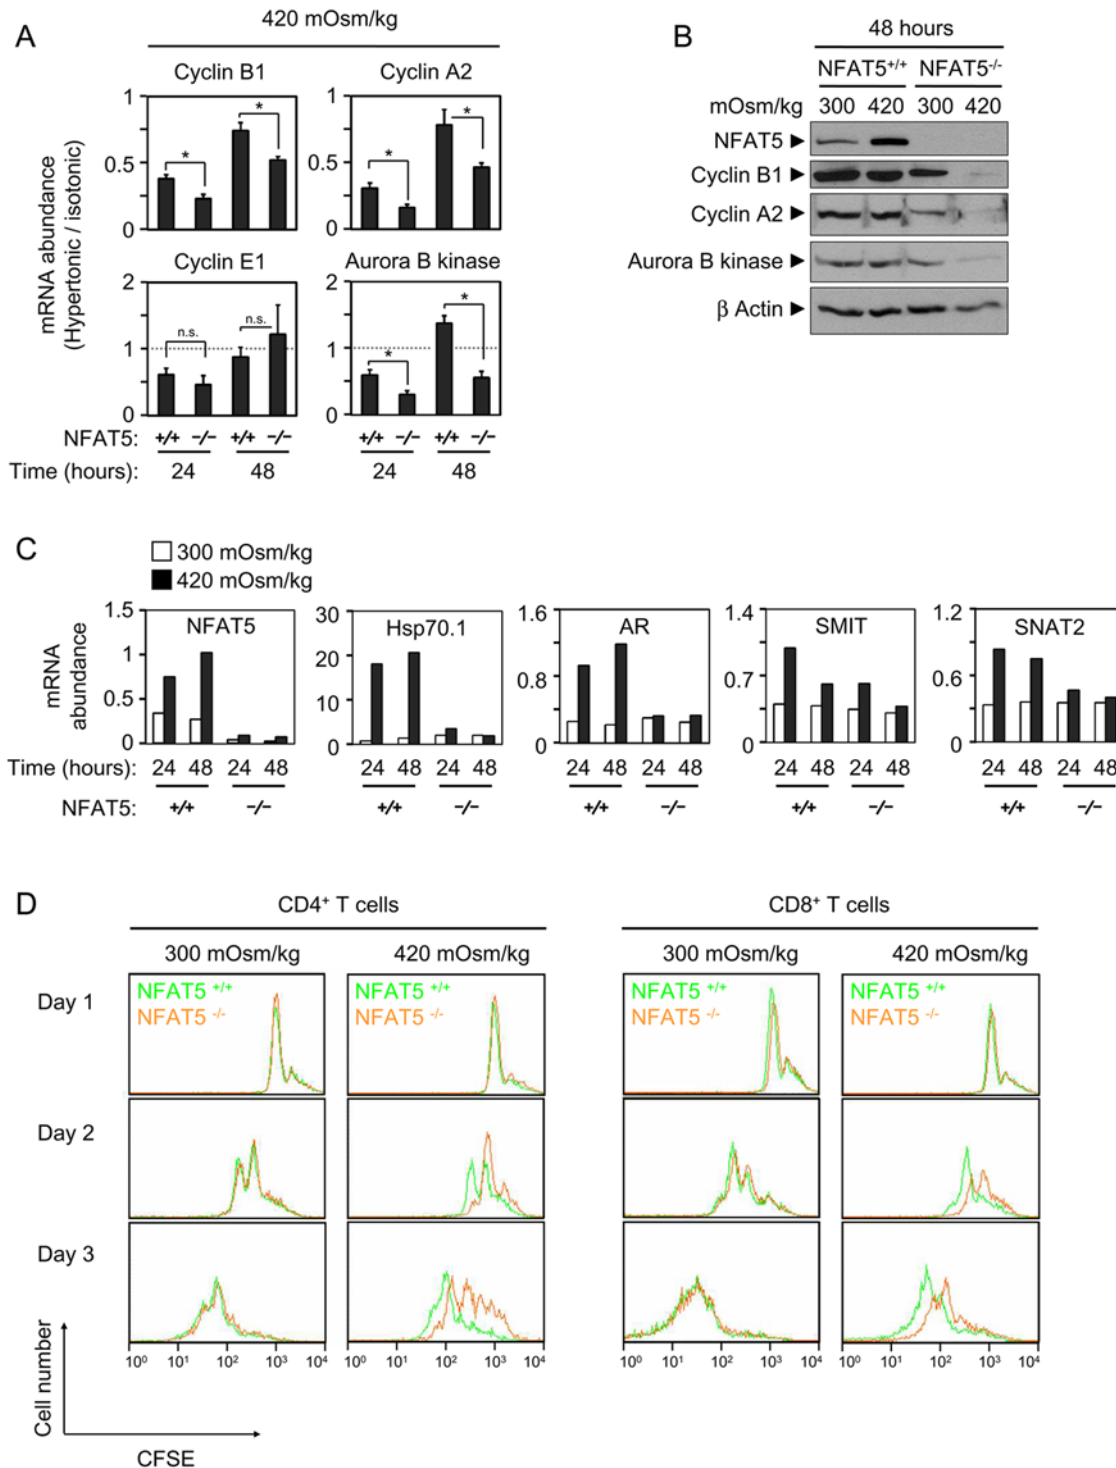 A
420 mOsm/kg
Cyclin B1
Cyclin A2
1
0.5
0
*
*
1
0.5
0
*
*
mRNA abundance
(Hypertonic / isotonic)
Cyclin E1
Aurora B kinase
2
1
0
n.s.
n.s.
2
1
0
*
*
NFAT5: +/+ −/− +/+ −/− +/+ −/− +/+ −/−
Time (hours): 24 48 24 48
B
48 hours
NFAT5+/+ NFAT5-/-
mOsm/kg 300 420 300 420
NFAT5
Cyclin B1
Cyclin A2
Aurora B kinase
β Actin
C
300 mOsm/kg
420 mOsm/kg
mRNA
abundance
NFAT5
1.5
1
0.5
0
Hsp70.1
30
20
10
0
AR
1.6
0.8
0
SMIT
1.4
0.7
0
SNAT2
1.2
0.6
0
Time (hours): 24 48 24 48 24 48 24 48 24 48 24 48 24 48 24 48 24 48 24 48
NFAT5: +/+ −/− +/+ −/− +/+ −/− +/+ −/− +/+ −/−
D
CD4+ T cells
CD8+ T cells
300 mOsm/kg
420 mOsm/kg
300 mOsm/kg
420 mOsm/kg
Day 1
NFAT5 +/+
NFAT5 -/-
NFAT5 +/+
NFAT5 -/-
NFAT5 +/+
NFAT5 -/-
NFAT5 +/+
NFAT5 -/-
Day 2
Day 3
10⁰ 10¹ 10² 10³ 10⁴
10⁰ 10¹ 10² 10³ 10⁴
10⁰ 10¹ 10² 10³ 10⁴
10⁰ 10¹ 10² 10³ 10⁴
Cell number
CFSE